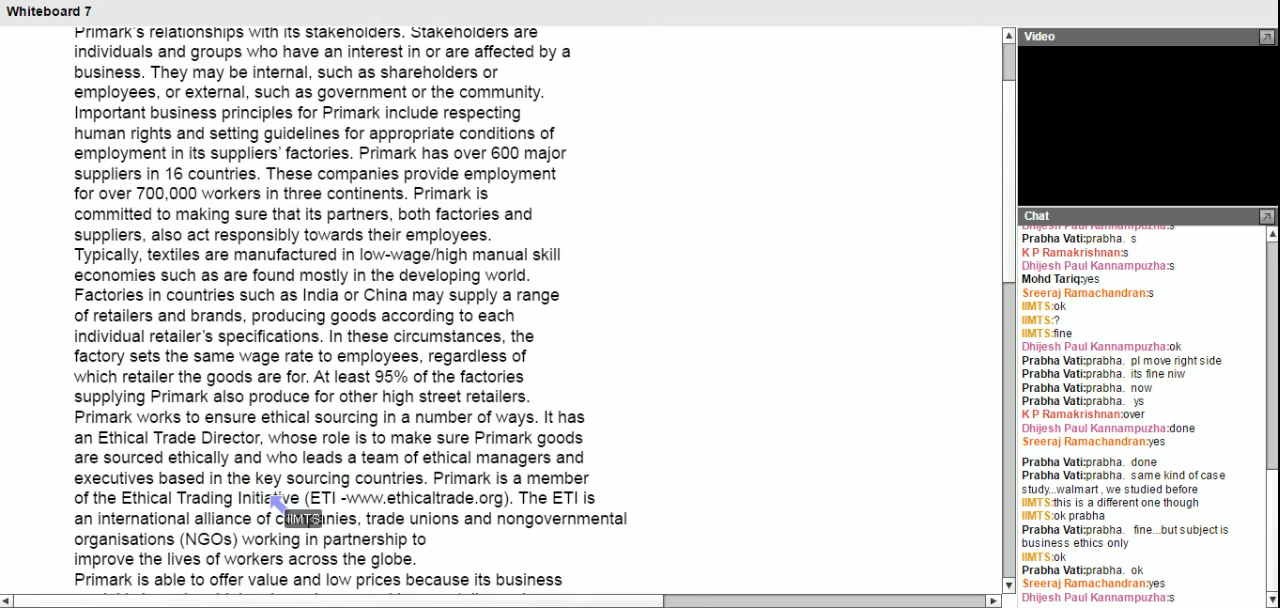 Whiteboard 7
Primark's relationships with its stakeholders. Stakeholders are
individuals and groups who have an interest in or are affected by a
business. They may be internal, such as shareholders or
employees, or external, such as government or the community.
Important business principles for Primark include respecting
human rights and setting guidelines for appropriate conditions of
employment in its suppliers' factories. Primark has over 600 major
suppliers in 16 countries. These companies provide employment
for over 700,000 workers in three continents. Primark is
committed to making sure that its partners, both factories and
suppliers, also act responsibly towards their employees.
Typically, textiles are manufactured in low-wage/high manual skill
economies such as are found mostly in the developing world.
Factories in countries such as India or China may supply a range
of retailers and brands, producing goods according to each
individual retailer's specifications. In these circumstances, the
factory sets the same wage rate to employees, regardless of
which retailer the goods are for. At least 95% of the factories
supplying Primark also produce for other high street retailers.
Primark works to ensure ethical sourcing in a number of ways. It has
an Ethical Trade Director, whose role is to make sure Primark goods
are sourced ethically and who leads a team of ethical managers and
executives based in the key sourcing countries. Primark is a member
of the Ethical Trading Initiative (ETI -www.ethicaltrade.org). The ETI is
an international alliance of companies, trade unions and nongovernmental
IIMTS
organisations (NGOs) working in partnership to
improve the lives of workers across the globe.
Primark is able to offer value and low prices because its business
Video
Chat
Dhijesh Paul Kannampuzha:s
Prabha Vati:prabha. s
K P Ramakrishnan:s
Dhijesh Paul Kannampuzha:s
Mohd Tariq:yes
Sreeraj Ramachandran:s
IIMTS:ok
IIMTS:?
IIMTS:fine
Dhijesh Paul Kannampuzha:ok
Prabha Vati:prabha. pl move right side
Prabha Vati:prabha. its fine niw
Prabha Vati:prabha. now
Prabha Vati:prabha. ys
K P Ramakrishnan:over
Dhijesh Paul Kannampuzha:done
Sreeraj Ramachandran:yes
Prabha Vati:prabha. done
Prabha Vati:prabha. same kind of case
study...walmart , we studied before
IIMTS:this is a different one though
IIMTS:ok prabha
Prabha Vati:prabha. fine...but subject is
business ethics only
IIMTS:ok
Prabha Vati:prabha. ok
Sreeraj Ramachandran:yes
Dhijesh Paul Kannampuzha:s